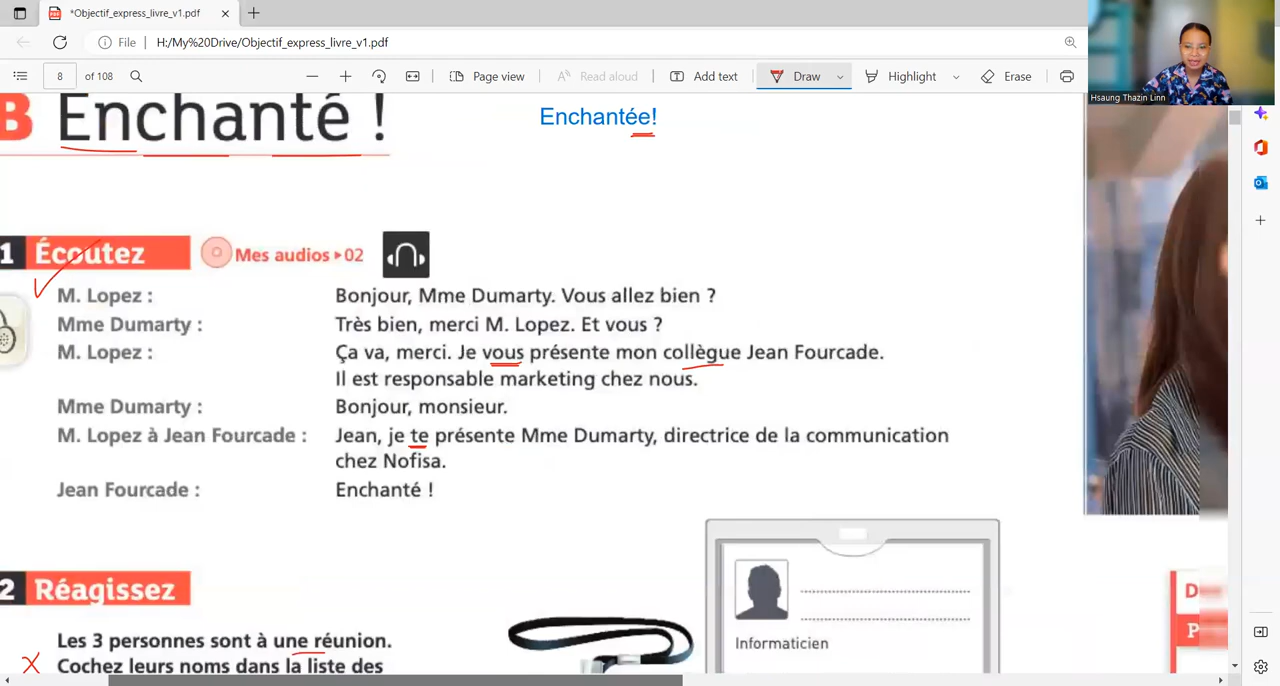 *Objectif_express_livre_v1.pdf
File H:/My%20Drive/Objectif_express_livre_v1.pdf
8 of 108 Page view Read aloud Add text Draw Highlight Erase
Hsaung Thazin Linn
B Enchanté !
Enchantée!
1 Écoutez Mes audios ▸ 02
M. Lopez : Bonjour, Mme Dumarty. Vous allez bien ?
Mme Dumarty : Très bien, merci M. Lopez. Et vous ?
M. Lopez : Ça va, merci. Je vous présente mon collègue Jean Fourcade.
Il est responsable marketing chez nous.
Mme Dumarty : Bonjour, monsieur.
M. Lopez à Jean Fourcade : Jean, je te présente Mme Dumarty, directrice de la communication
chez Nofisa.
Jean Fourcade : Enchanté !
2 Réagissez
Les 3 personnes sont à une réunion.
Cochez leurs noms dans la liste des
Informaticien